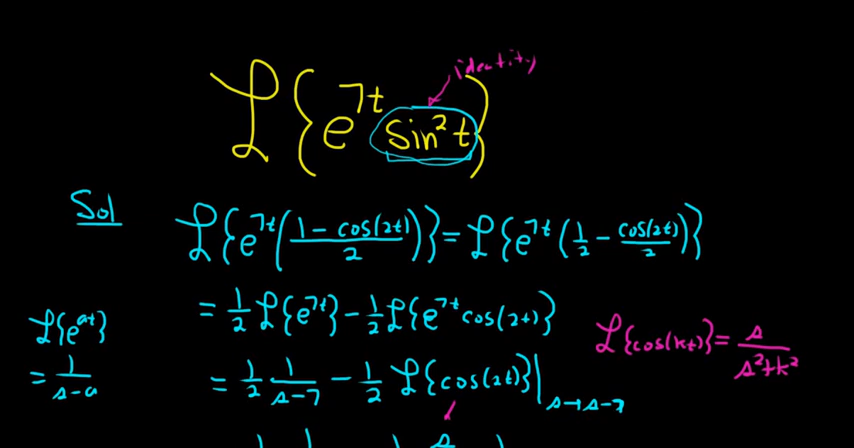 identity
ℒ{e^{7t} sin² t}
Sol
ℒ{e^{7t}((1 - cos(2t))/2)} = ℒ{e^{7t}(1/2 - cos(2t)/2)}
= 1/2 ℒ{e^{7t}} - 1/2 ℒ{e^{7t} cos(2t)}
ℒ{e^{at}}
= 1/(s-a)
ℒ{cos(kt)} = s/(s²+k²)
= 1/2 1/(s-7) - 1/2 ℒ{cos(2t)}|_{s→s-7}